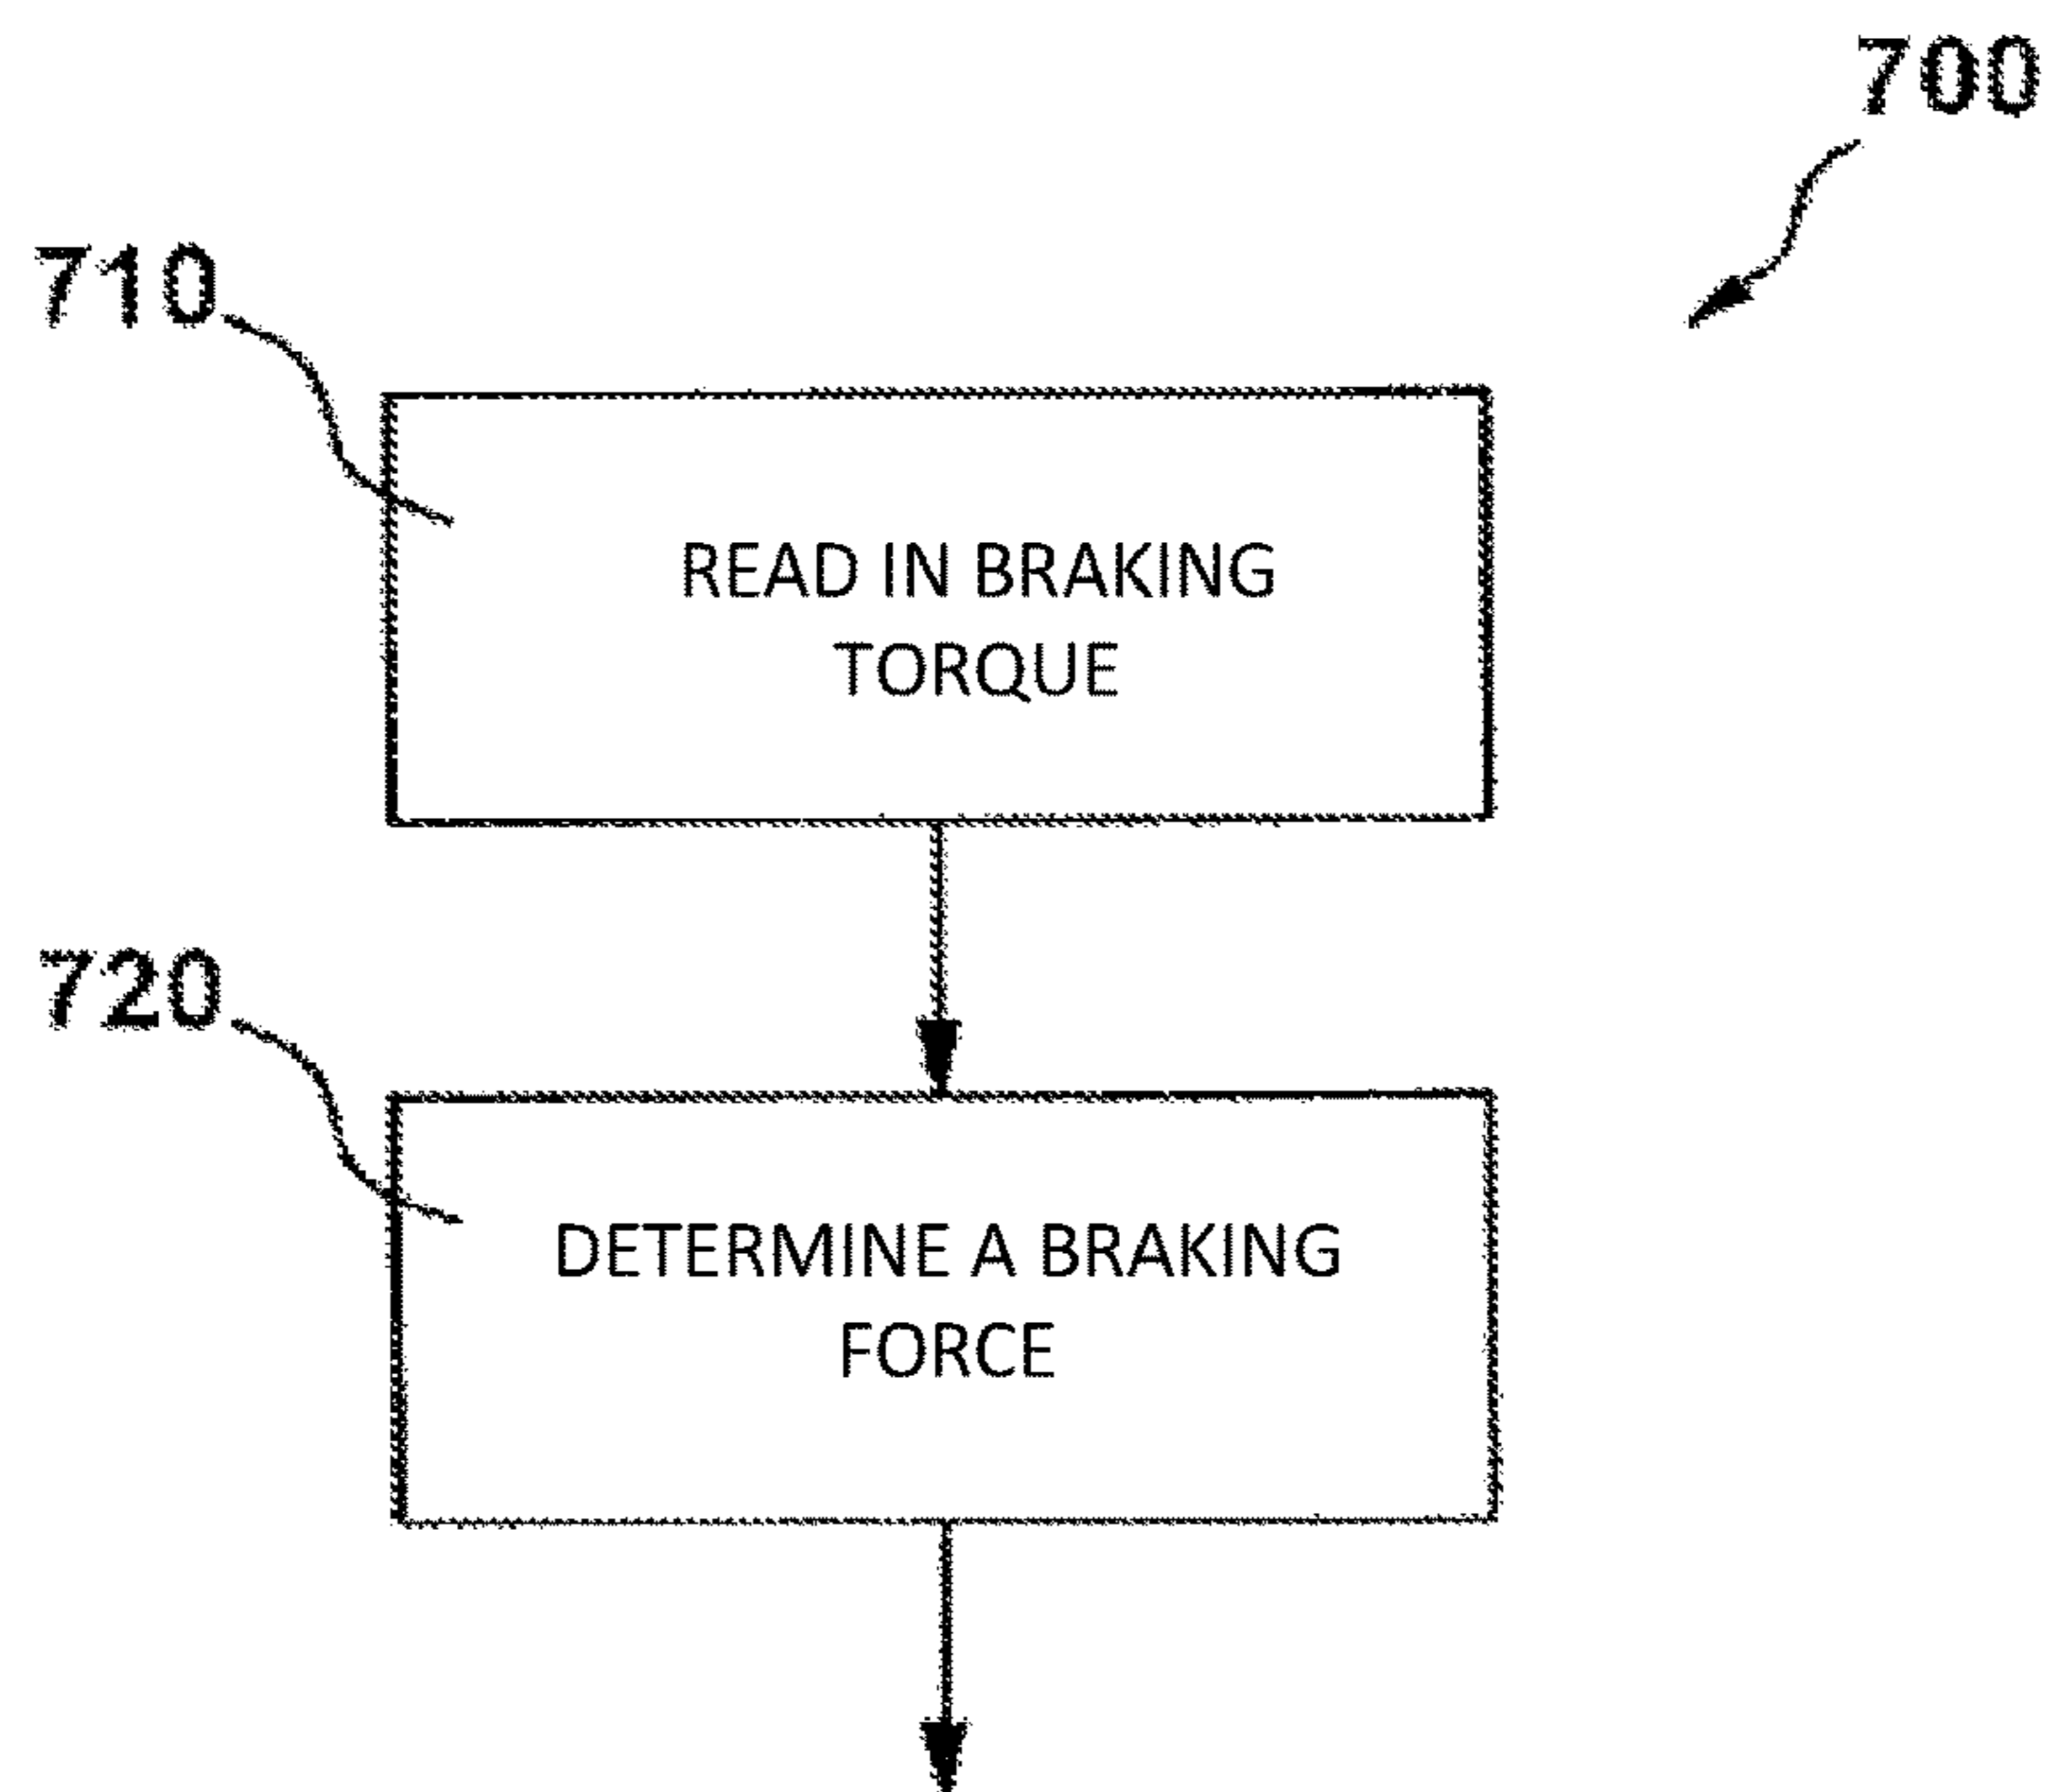 700
710
READ IN BRAKING
TORQUE
720
DETERMINE A BRAKING
FORCE